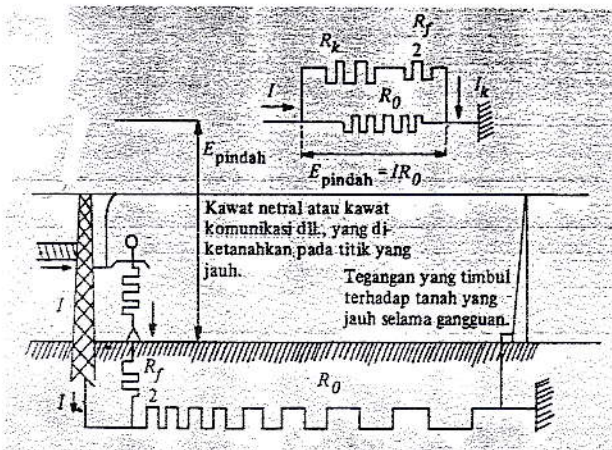 R_k
R_f
2
I
R_0
I_k
E_pindah = IR_0
E_pindah
Kawat netral atau kawat
komunikasi dll., yang di
ketanahkan pada titik yang
jauh.
Tegangan yang timbul
terhadap tanah yang
jauh selama gangguan.
I
I
R_f
2
R_0